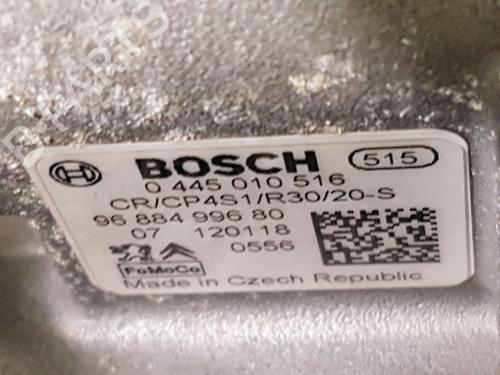 BOSCH 515
0 445 010 516
CR/CP4S1/R30/20-S
96 884 996 80
07 120118
0556
FoMoCo
Made in Czech Republic